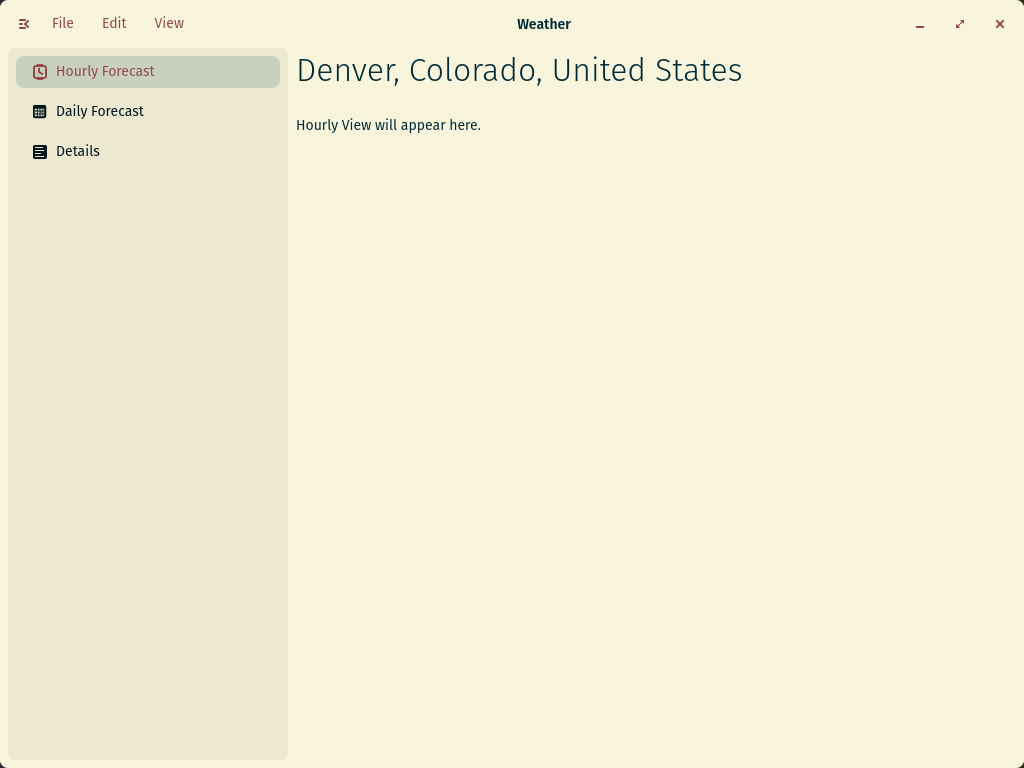 File Edit View Weather
Hourly Forecast
Daily Forecast
Details
Denver, Colorado, United States
Hourly View will appear here.